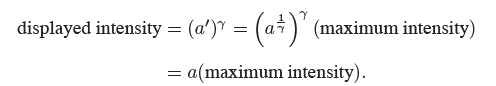 displayed intensity = (a′)^γ = (a^{1/γ})^γ (maximum intensity)
= a(maximum intensity).